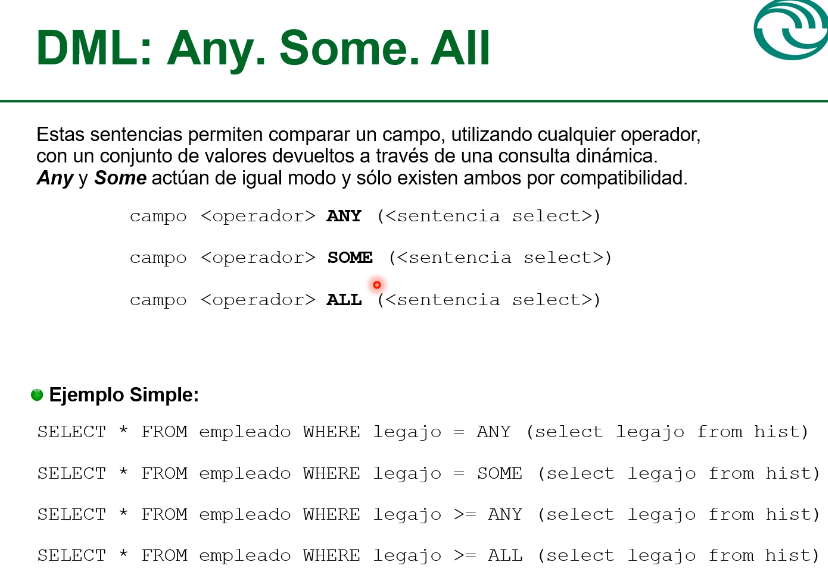 DML: Any. Some. All
Estas sentencias permiten comparar un campo, utilizando cualquier operador,
con un conjunto de valores devueltos a través de una consulta dinámica.
Any y Some actúan de igual modo y sólo existen ambos por compatibilidad.
campo <operador> ANY (<sentencia select>)
campo <operador> SOME (<sentencia select>)
campo <operador> ALL (<sentencia select>)
Ejemplo Simple:
SELECT * FROM empleado WHERE legajo = ANY (select legajo from hist)
SELECT * FROM empleado WHERE legajo = SOME (select legajo from hist)
SELECT * FROM empleado WHERE legajo >= ANY (select legajo from hist)
SELECT * FROM empleado WHERE legajo >= ALL (select legajo from hist)